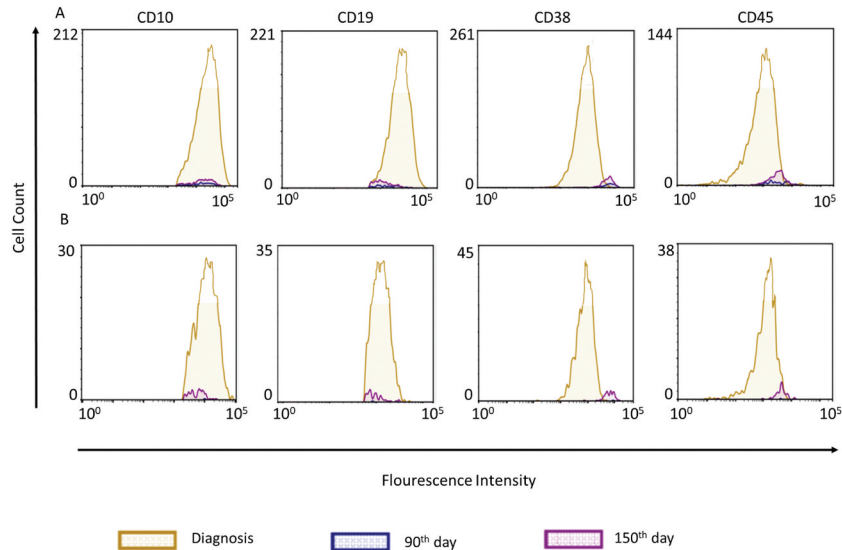 A
CD10 CD19 CD38 CD45
212 221 261 144
0 0 0 0
10⁰ 10⁵ 10⁰ 10⁵ 10⁰ 10⁵ 10⁰ 10⁵
B
30 35 45 38
0 0 0 0
10⁰ 10⁵ 10⁰ 10⁵ 10⁰ 10⁵ 10⁰ 10⁵
Cell Count
Flourescence Intensity
Diagnosis 90th day 150th day